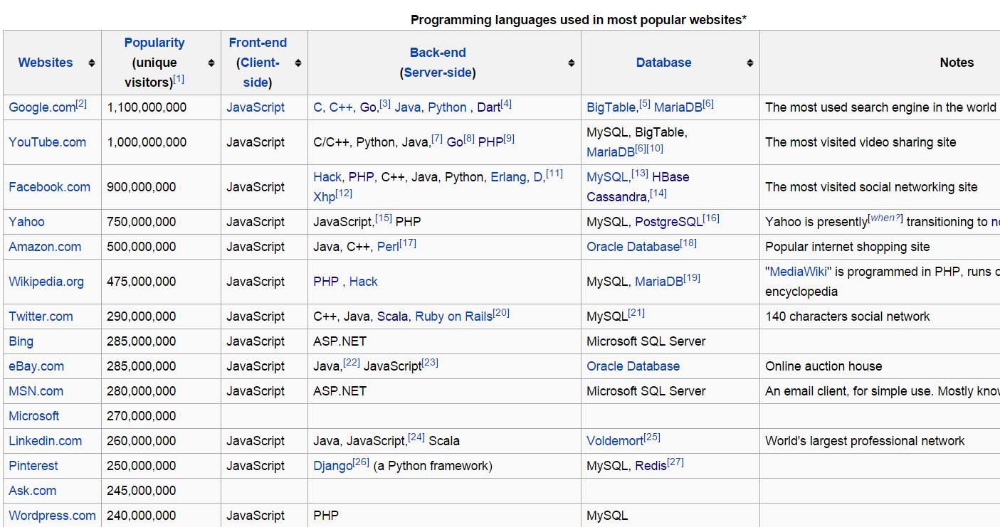 Programming languages used in most popular websites*
Websites
Popularity
(unique
visitors)[1]
Front-end
(Client-
side)
Back-end
(Server-side)
Database
Notes
Google.com[2] 1,100,000,000 JavaScript C, C++, Go,[3] Java, Python , Dart[4] BigTable,[5] MariaDB[6] The most used search engine in the world
YouTube.com 1,000,000,000 JavaScript C/C++, Python, Java,[7] Go[8] PHP[9] MySQL, BigTable,
MariaDB[6][10] The most visited video sharing site
Facebook.com 900,000,000 JavaScript Hack, PHP, C++, Java, Python, Erlang, D,[11]
Xhp[12] MySQL,[13] HBase
Cassandra,[14] The most visited social networking site
Yahoo 750,000,000 JavaScript JavaScript,[15] PHP MySQL, PostgreSQL[16] Yahoo is presently[when?] transitioning to
Amazon.com 500,000,000 JavaScript Java, C++, Perl[17] Oracle Database[18] Popular internet shopping site
Wikipedia.org 475,000,000 JavaScript PHP , Hack MySQL, MariaDB[19] "MediaWiki" is programmed in PHP, runs
encyclopedia
Twitter.com 290,000,000 JavaScript C++, Java, Scala, Ruby on Rails[20] MySQL[21] 140 characters social network
Bing 285,000,000 JavaScript ASP.NET Microsoft SQL Server
eBay.com 285,000,000 JavaScript Java,[22] JavaScript[23] Oracle Database Online auction house
MSN.com 280,000,000 JavaScript ASP.NET Microsoft SQL Server An email client, for simple use. Mostly
Microsoft 270,000,000
Linkedin.com 260,000,000 JavaScript Java, JavaScript,[24] Scala Voldemort[25] World's largest professional network
Pinterest 250,000,000 JavaScript Django[26] (a Python framework) MySQL, Redis[27]
Ask.com 245,000,000
Wordpress.com 240,000,000 JavaScript PHP MySQL